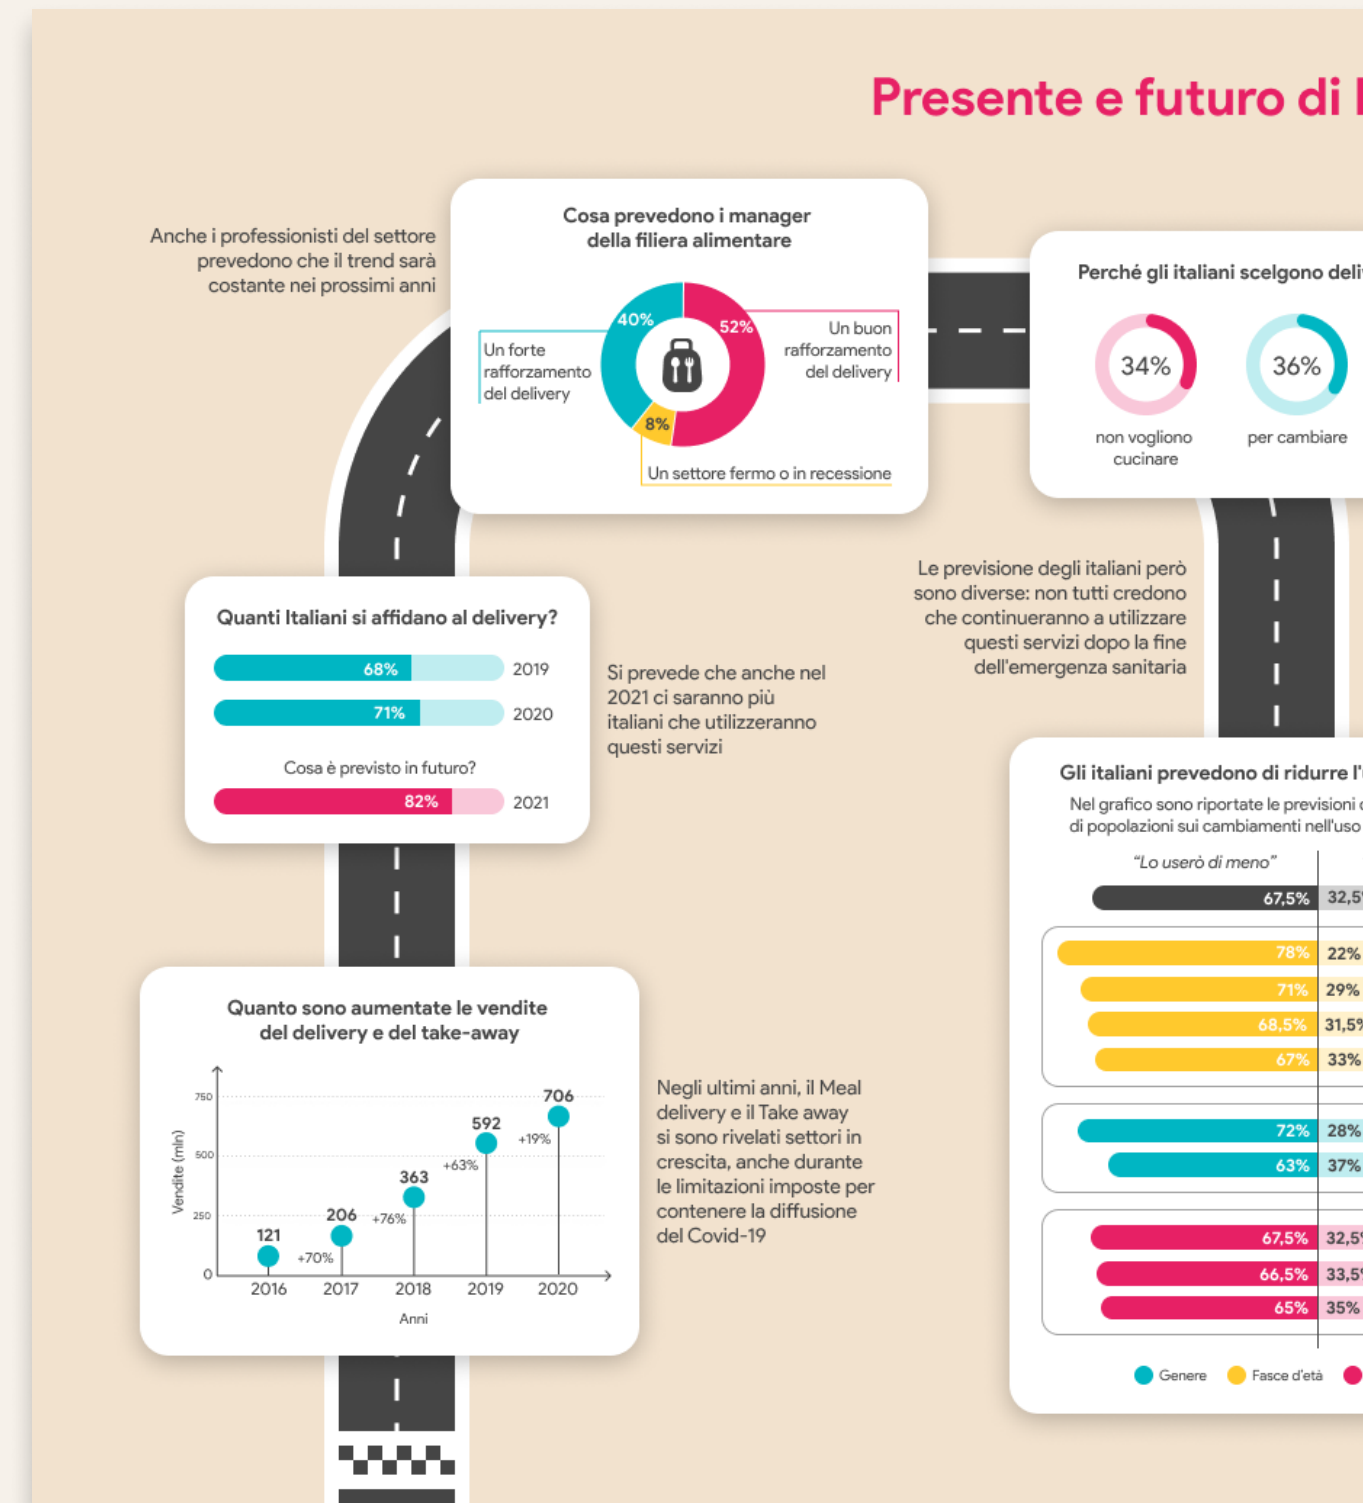 Presente e futuro di
Anche i professionisti del settore
prevedono che il trend sarà
costante nei prossimi anni
Cosa prevedono i manager
della filiera alimentare
40%
52%
8%
Un forte
rafforzamento
del delivery
Un buon
rafforzamento
del delivery
Un settore fermo o in recessione
Perché gli italiani scelgono deli
34%
non vogliono
cucinare
36%
per cambiare
Quanti Italiani si affidano al delivery?
68% 2019
71% 2020
Cosa è previsto in futuro?
82% 2021
Si prevede che anche nel
2021 ci saranno più
italiani che utilizzeranno
questi servizi
Le previsione degli italiani però
sono diverse: non tutti credono
che continueranno a utilizzare
questi servizi dopo la fine
dell'emergenza sanitaria
Quanto sono aumentate le vendite
del delivery e del take-away
Vendite (mln)
750
500
250
0
121
+70%
206
+76%
363
+63%
592
+19%
706
2016 2017 2018 2019 2020
Anni
Negli ultimi anni, il Meal
delivery e il Take away
si sono rivelati settori in
crescita, anche durante
le limitazioni imposte per
contenere la diffusione
del Covid-19
Gli italiani prevedono di ridurre l'
Nel grafico sono riportate le previsioni
di popolazioni sui cambiamenti nell'uso
“Lo userò di meno”
67,5% 32,5%
78% 22%
71% 29%
68,5% 31,5%
67% 33%
72% 28%
63% 37%
67,5% 32,5%
66,5% 33,5%
65% 35%
Genere Fasce d'età